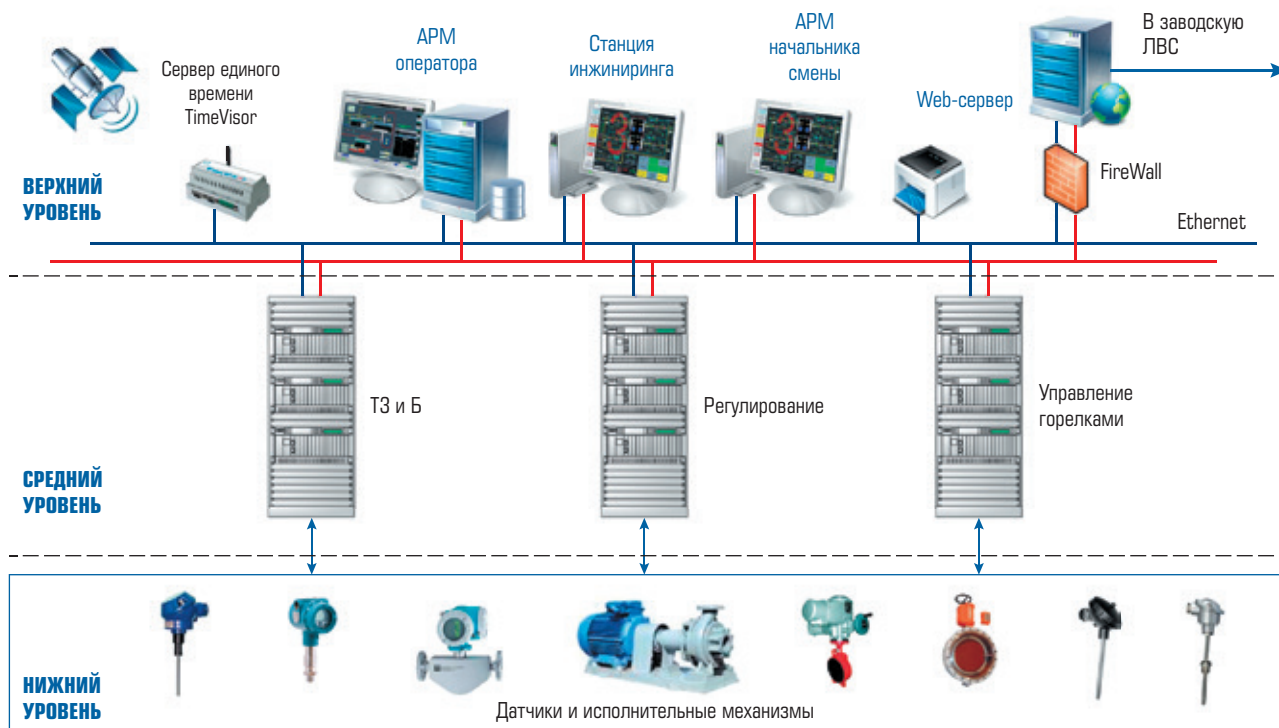 В заводскую
ЛВС
АРМ
оператора
Станция
инжиниринга
АРМ
начальника
смены
Сервер единого
времени
TimeVisor
Web-сервер
FireWall
ВЕРХНИЙ
УРОВЕНЬ
Ethernet
ТЗ и Б
Регулирование
Управление
горелками
СРЕДНИЙ
УРОВЕНЬ
НИЖНИЙ
УРОВЕНЬ
Датчики и исполнительные механизмы